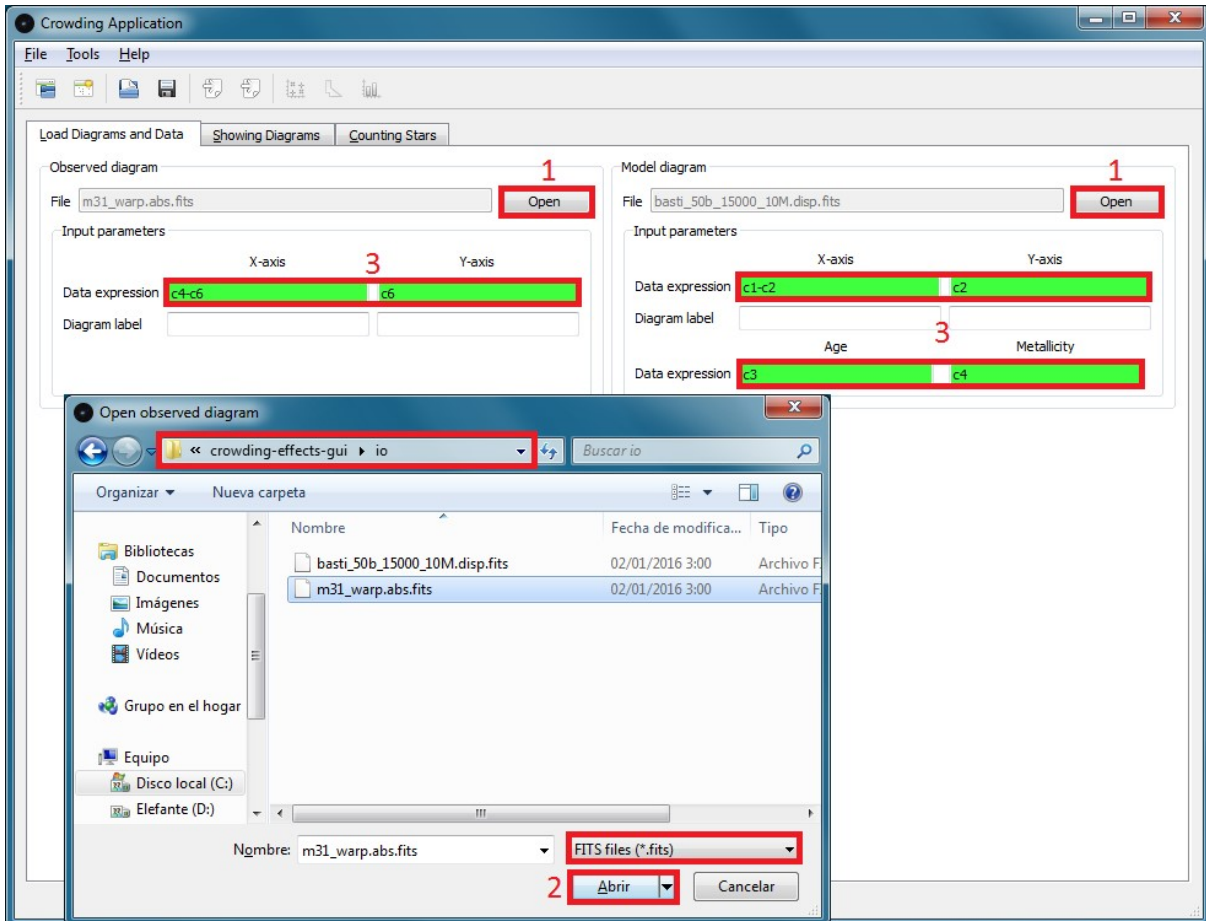 Crowding Application
File Tools Help
Load Diagrams and Data Showing Diagrams Counting Stars
Observed diagram
1
File m31_warp.abs.fits Open
Input parameters
X-axis 3 Y-axis
Data expression c4-c6 c6
Diagram label
Model diagram
1
File basti_50b_15000_10M.disp.fits Open
Input parameters
X-axis Y-axis
Data expression c1-c2 c2
Diagram label
3
Age Metallicity
Data expression c3 c4
Open observed diagram
« crowding-effects-gui io Buscar io
Organizar Nueva carpeta
Bibliotecas
Documentos
Imágenes
Música
Vídeos
Grupo en el hogar
Equipo
Disco local (C:)
Elefante (D:)
Nombre Fecha de modifica... Tipo
basti_50b_15000_10M.disp.fits 02/01/2016 3:00 Archivo F
m31_warp.abs.fits 02/01/2016 3:00 Archivo F
Nombre: m31_warp.abs.fits FITS files (*.fits)
2 Abrir Cancelar